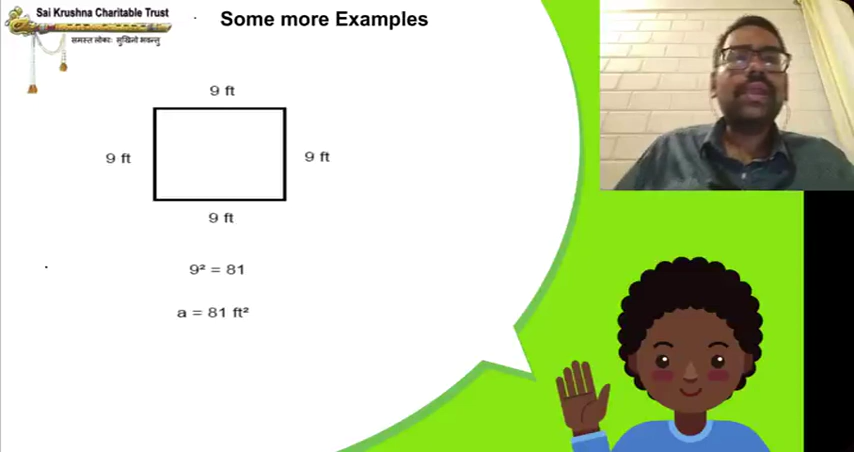 Sai Krushna Charitable Trust
समस्त लोकाः सुखिनो भवन्तु
Some more Examples
9 ft
9 ft
9 ft
9 ft
9² = 81
a = 81 ft²